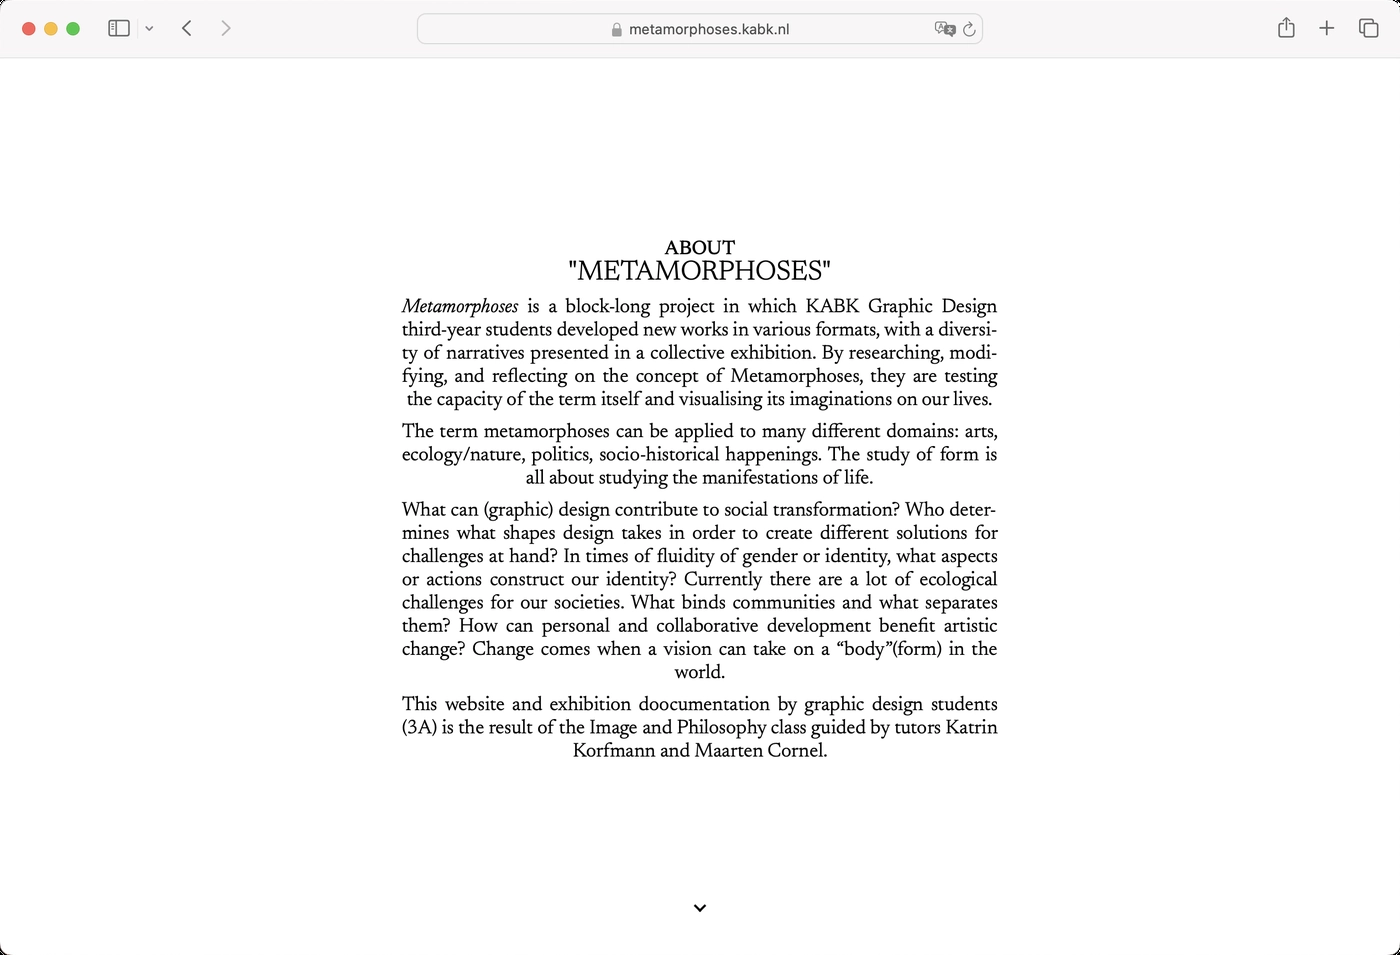 metamorphoses.kabk.nl
ABOUT
"METAMORPHOSES"
Metamorphoses is a block-long project in which KABK Graphic Design
third-year students developed new works in various formats, with a diversi-
ty of narratives presented in a collective exhibition. By researching, modi-
fying, and reflecting on the concept of Metamorphoses, they are testing
the capacity of the term itself and visualising its imaginations on our lives.
The term metamorphoses can be applied to many different domains: arts,
ecology/nature, politics, socio-historical happenings. The study of form is
all about studying the manifestations of life.
What can (graphic) design contribute to social transformation? Who deter-
mines what shapes design takes in order to create different solutions for
challenges at hand? In times of fluidity of gender or identity, what aspects
or actions construct our identity? Currently there are a lot of ecological
challenges for our societies. What binds communities and what separates
them? How can personal and collaborative development benefit artistic
change? Change comes when a vision can take on a “body”(form) in the
world.
This website and exhibition doocumentation by graphic design students
(3A) is the result of the Image and Philosophy class guided by tutors Katrin
Korfmann and Maarten Cornel.